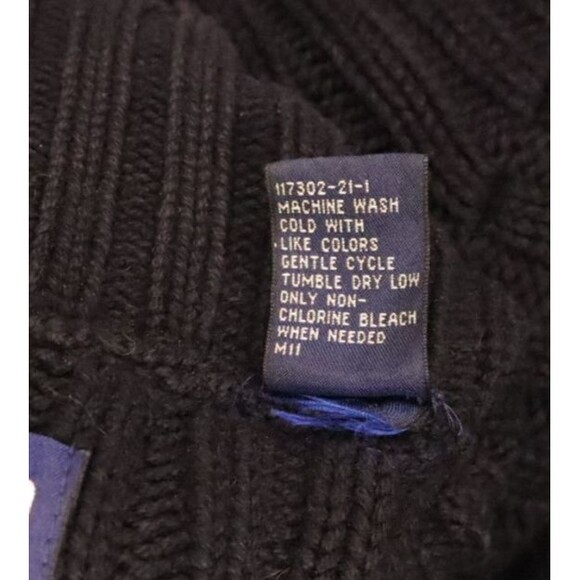 117302-21-1
MACHINE WASH
COLD WITH
LIKE COLORS
GENTLE CYCLE
TUMBLE DRY LOW
ONLY NON-
CHLORINE BLEACH
WHEN NEEDED
M11